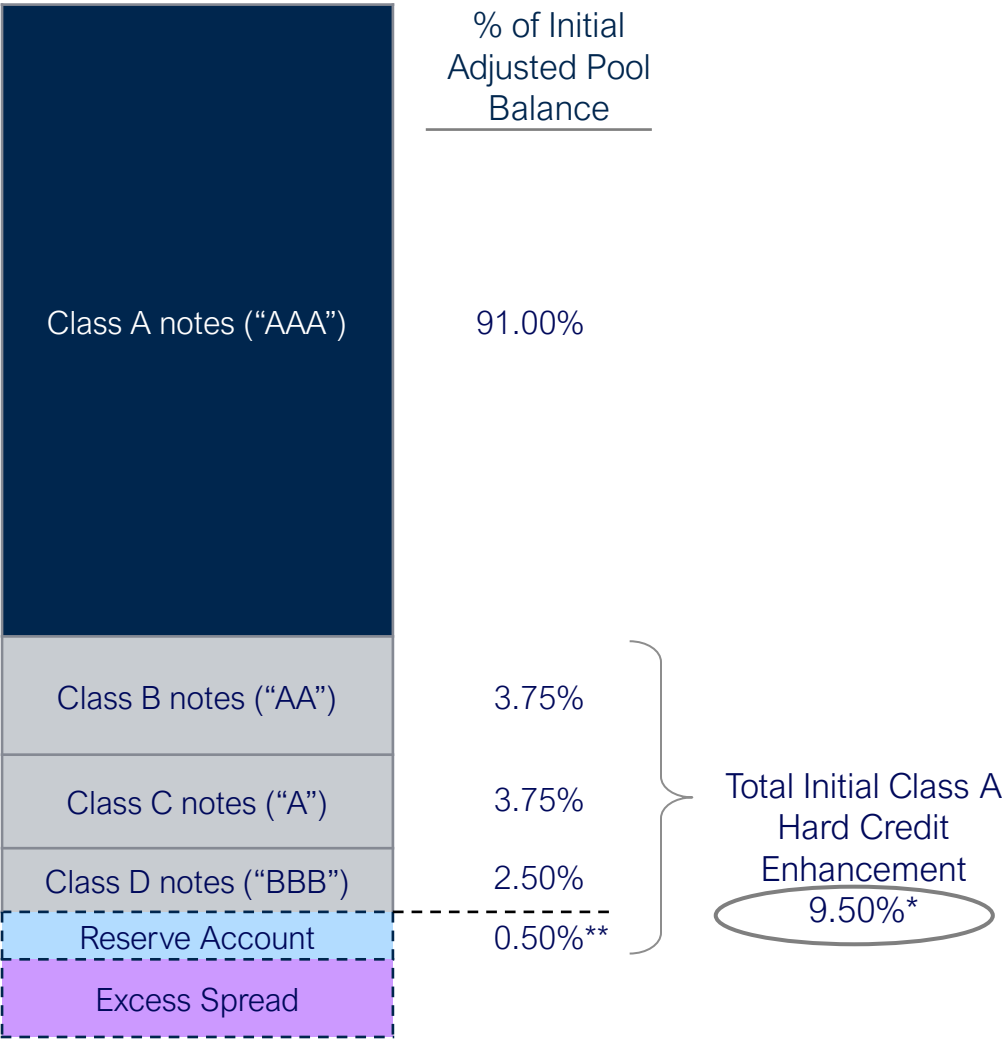 % of Initial
Adjusted Pool
Balance
Class A notes (“AAA”)
91.00%
Class B notes (“AA”)
3.75%
Class C notes (“A”)
3.75%
Class D notes (“BBB”)
2.50%
Reserve Account
0.50%**
Excess Spread
Total Initial Class A
Hard Credit
Enhancement
9.50%*